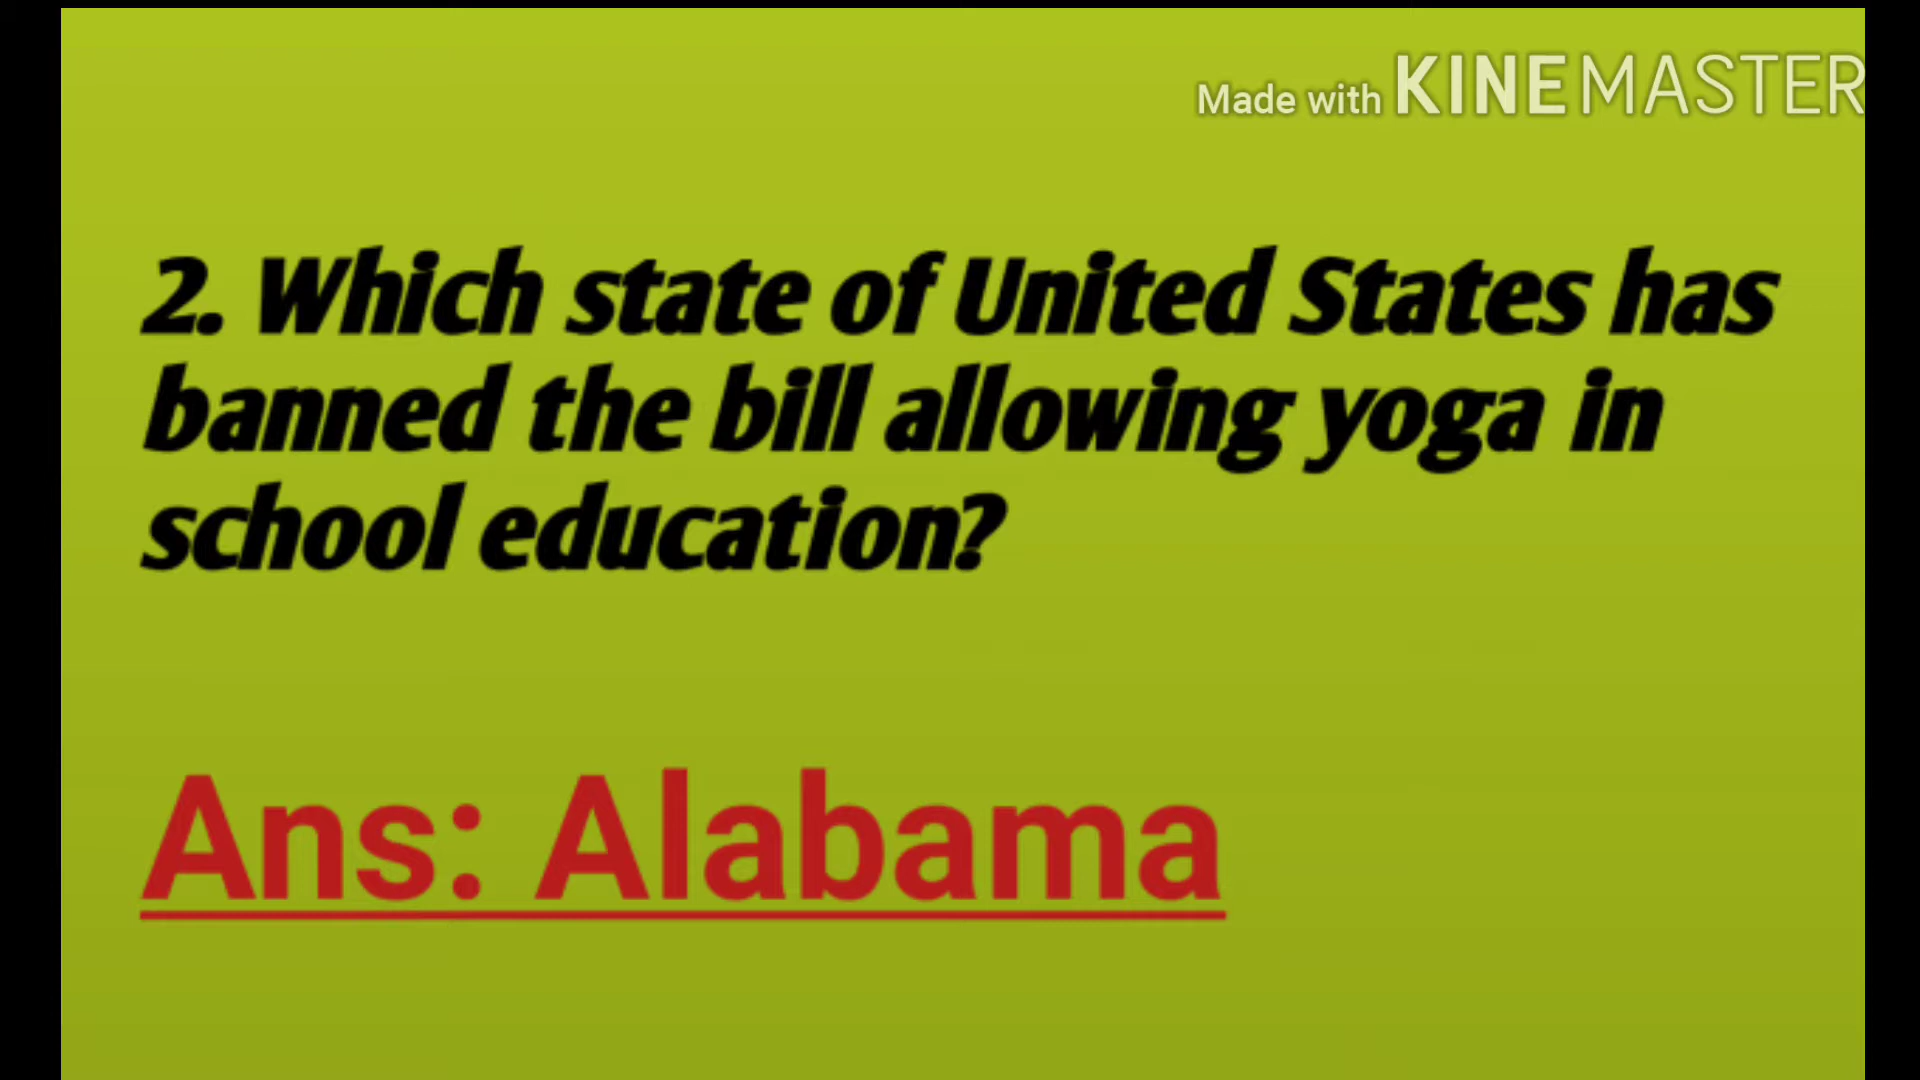 Made with KINEMASTER
2. Which state of United States has
banned the bill allowing yoga in
school education?
Ans: Alabama